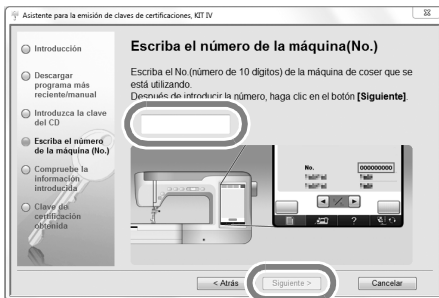 Asistente para la emisión de claves de certificaciones, KIT IV
Introducción
Descargar
programa más
reciente/manual
Introduzca la clave
del CD
Escriba el número
de la máquina (No.)
Compruebe la
información
introducida
Clave de
certificación
obtenida
Escriba el número de la máquina(No.)
Escriba el No.(número de 10 dígitos) de la máquina de coser que se
está utilizando.
Después de introducir la número, haga clic en el botón [Siguiente].
No.
000000000
?
< Atrás
Siguiente >
Cancelar